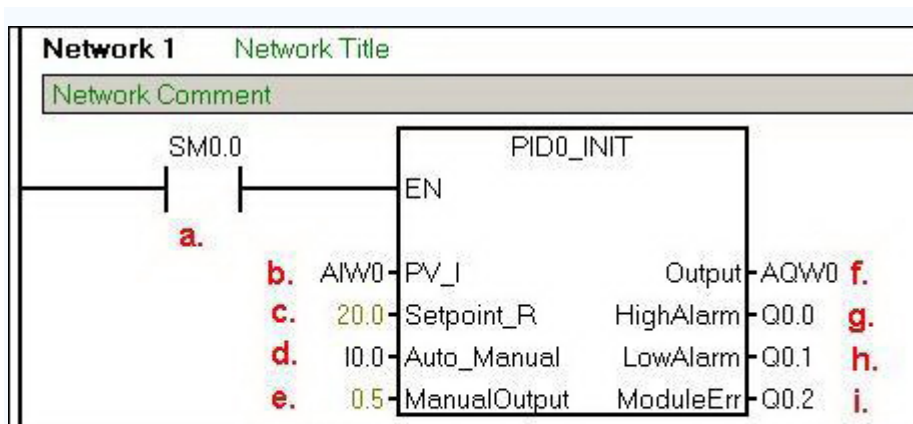 Network 1 Network Title
Network Comment
SM0.0 PID0_INIT
EN
a.
b. AIW0 PV_I Output AQW0 f.
c. 20.0 Setpoint_R HighAlarm Q0.0 g.
d. I0.0 Auto_Manual LowAlarm Q0.1 h.
e. 0.5 ManualOutput ModuleErr Q0.2 i.